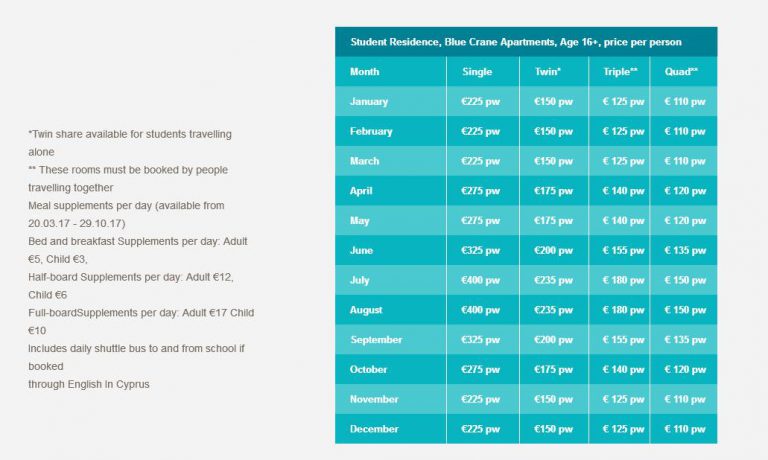 *Twin share available for students travelling
alone
** These rooms must be booked by people
travelling together
Meal supplements per day (available from
20.03.17 - 29.10.17)
Bed and breakfast Supplements per day: Adult
€5, Child €3,
Half-board Supplements per day: Adult €12,
Child €6
Full-boardSupplements per day: Adult €17 Child
€10
Includes daily shuttle bus to and from school if
booked
through English In Cyprus
Student Residence, Blue Crane Apartments, Age 16+, price per person
Month Single Twin* Triple** Quad**
January €225 pw €150 pw € 125 pw € 110 pw
February €225 pw €150 pw € 125 pw € 110 pw
March €225 pw €150 pw € 125 pw € 110 pw
April €275 pw €175 pw € 140 pw € 120 pw
May €275 pw €175 pw € 140 pw € 120 pw
June €325 pw €200 pw € 155 pw € 135 pw
July €400 pw €235 pw € 180 pw € 150 pw
August €400 pw €235 pw € 180 pw € 150 pw
September €325 pw €200 pw € 155 pw € 135 pw
October €275 pw €175 pw € 140 pw € 120 pw
November €225 pw €150 pw € 125 pw € 110 pw
December €225 pw €150 pw € 125 pw € 110 pw